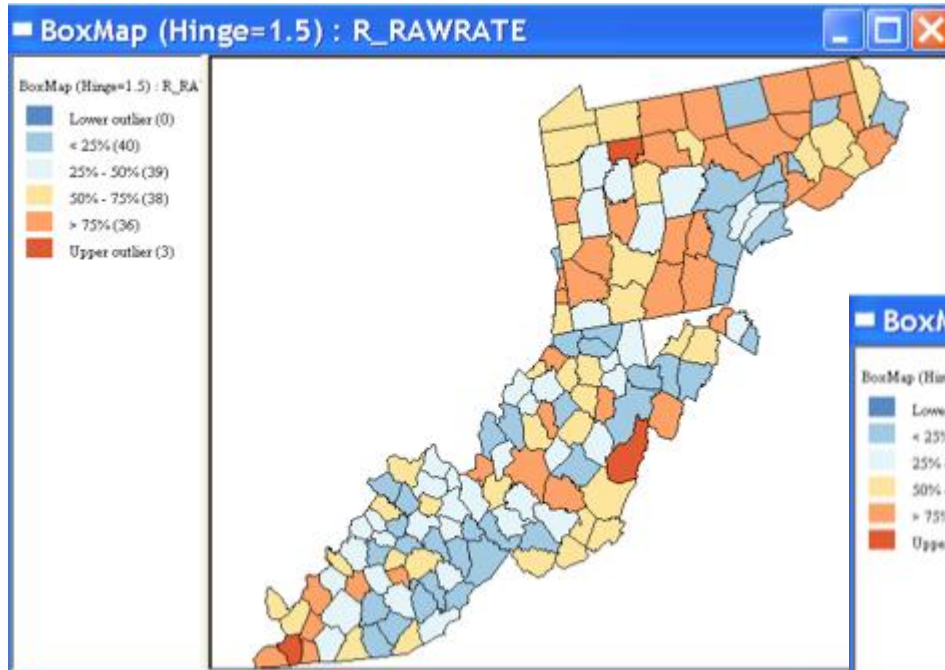 BoxMap (Hinge=1.5) : R_RAWRATE
BoxMap (Hinge=1.5) : R_RA
Lower outlier (0)
< 25% (40)
25% - 50% (39)
50% - 75% (38)
> 75% (36)
Upper outlier (3)
BoxM
BoxMap (Hin
Lowe
< 25%
25% -
50% -
> 75%
Uppe